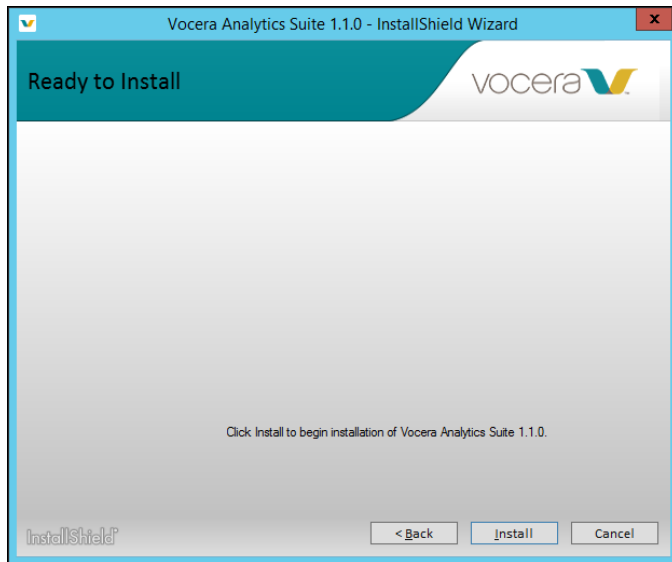 Vocera Analytics Suite 1.1.0 - InstallShield Wizard
x
Ready to Install
vocera
Click Install to begin installation of Vocera Analytics Suite 1.1.0.
InstallShield
< Back
Install
Cancel